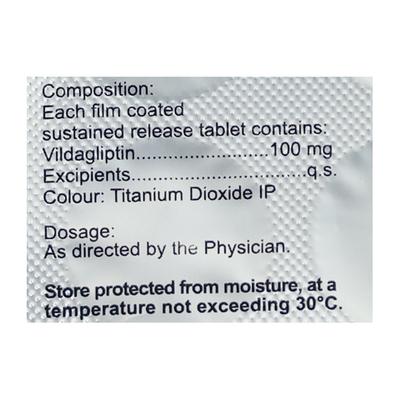 Composition:
Each film coated
sustained release tablet contains:
Vildagliptin.........................100 mg
Excipients.................................q.s.
Colour: Titanium Dioxide IP
Dosage:
As directed by the Physician.
Store protected from moisture, at a
temperature not exceeding 30°C.